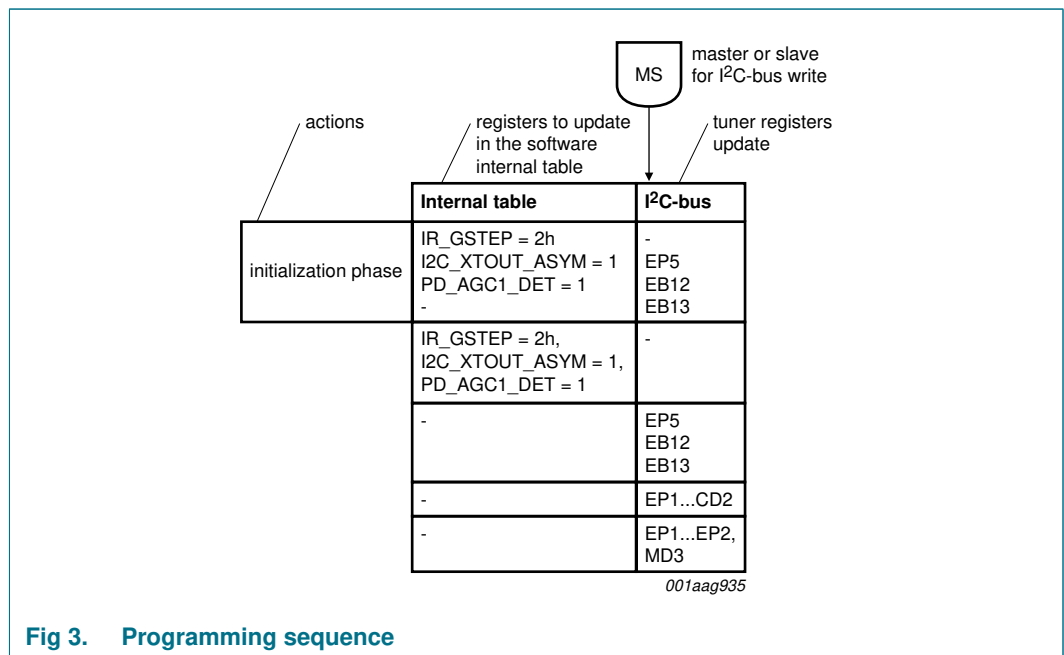 MS
master or slave
for I2C-bus write
actions
registers to update
in the software
internal table
tuner registers
update
Internal table
I2C-bus
initialization phase
IR_GSTEP = 2h
I2C_XTOUT_ASYM = 1
PD_AGC1_DET = 1
-
-
EP5
EB12
EB13
IR_GSTEP = 2h,
I2C_XTOUT_ASYM = 1,
PD_AGC1_DET = 1
-
-
EP5
EB12
EB13
-
EP1...CD2
-
EP1...EP2,
MD3
001aag935
Fig 3. Programming sequence